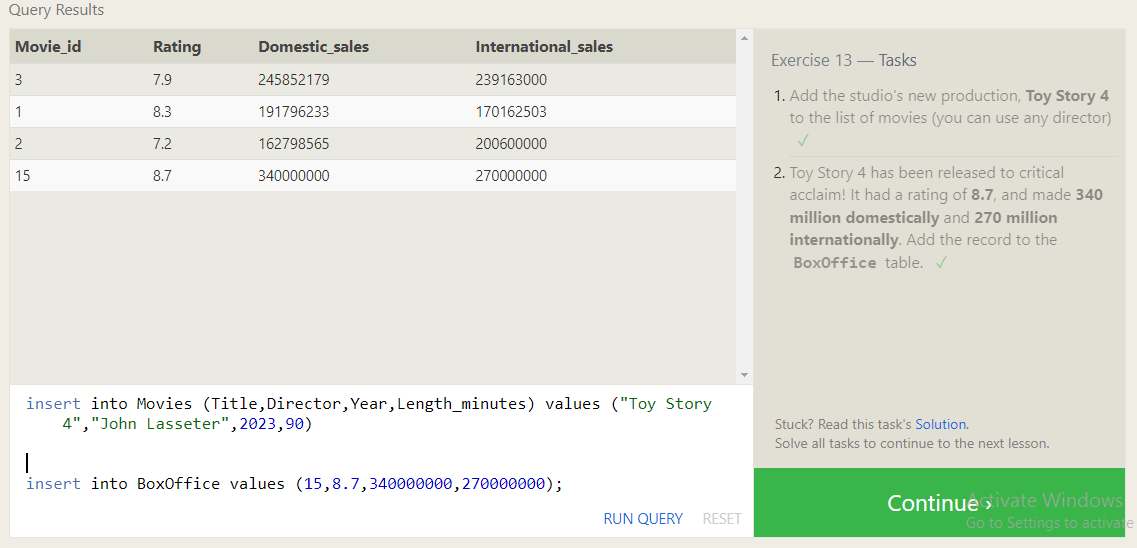 Query Results
Movie_id Rating Domestic_sales International_sales
3 7.9 245852179 239163000
1 8.3 191796233 170162503
2 7.2 162798565 200600000
15 8.7 340000000 270000000
insert into Movies (Title,Director,Year,Length_minutes) values ("Toy Story
4","John Lasseter",2023,90)
insert into BoxOffice values (15,8.7,340000000,270000000);
RUN QUERY RESET
Exercise 13 — Tasks
1. Add the studio's new production, Toy Story 4
to the list of movies (you can use any director)
✓
2. Toy Story 4 has been released to critical
acclaim! It had a rating of 8.7, and made 340
million domestically and 270 million
internationally. Add the record to the
BoxOffice table. ✓
Stuck? Read this task's Solution.
Solve all tasks to continue to the next lesson.
Continue ›
Activate Windows
Go to Settings to activate